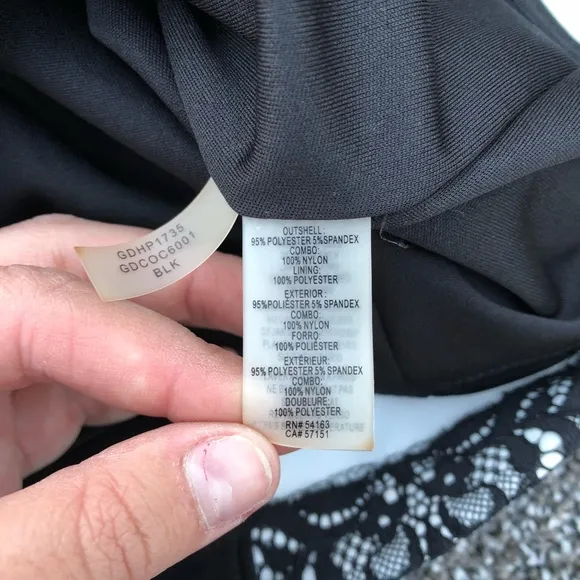 GDHP1735
GDCOC6001
BLK
OUTSHELL:
95% POLYESTER 5%SPANDEX
COMBO:
100% NYLON
LINING:
100% POLYESTER
EXTERIOR :
95%POLIESTER 5% SPANDEX
COMBO:
100% NYLON
FORRO:
100% POLIÉSTER
EXTÉRIEUR:
95% POLYESTER 5% SPANDEX
COMBO:
100% NYLON
DOUBLURE:
100% POLYESTER
RN# 54163
CA# 57151